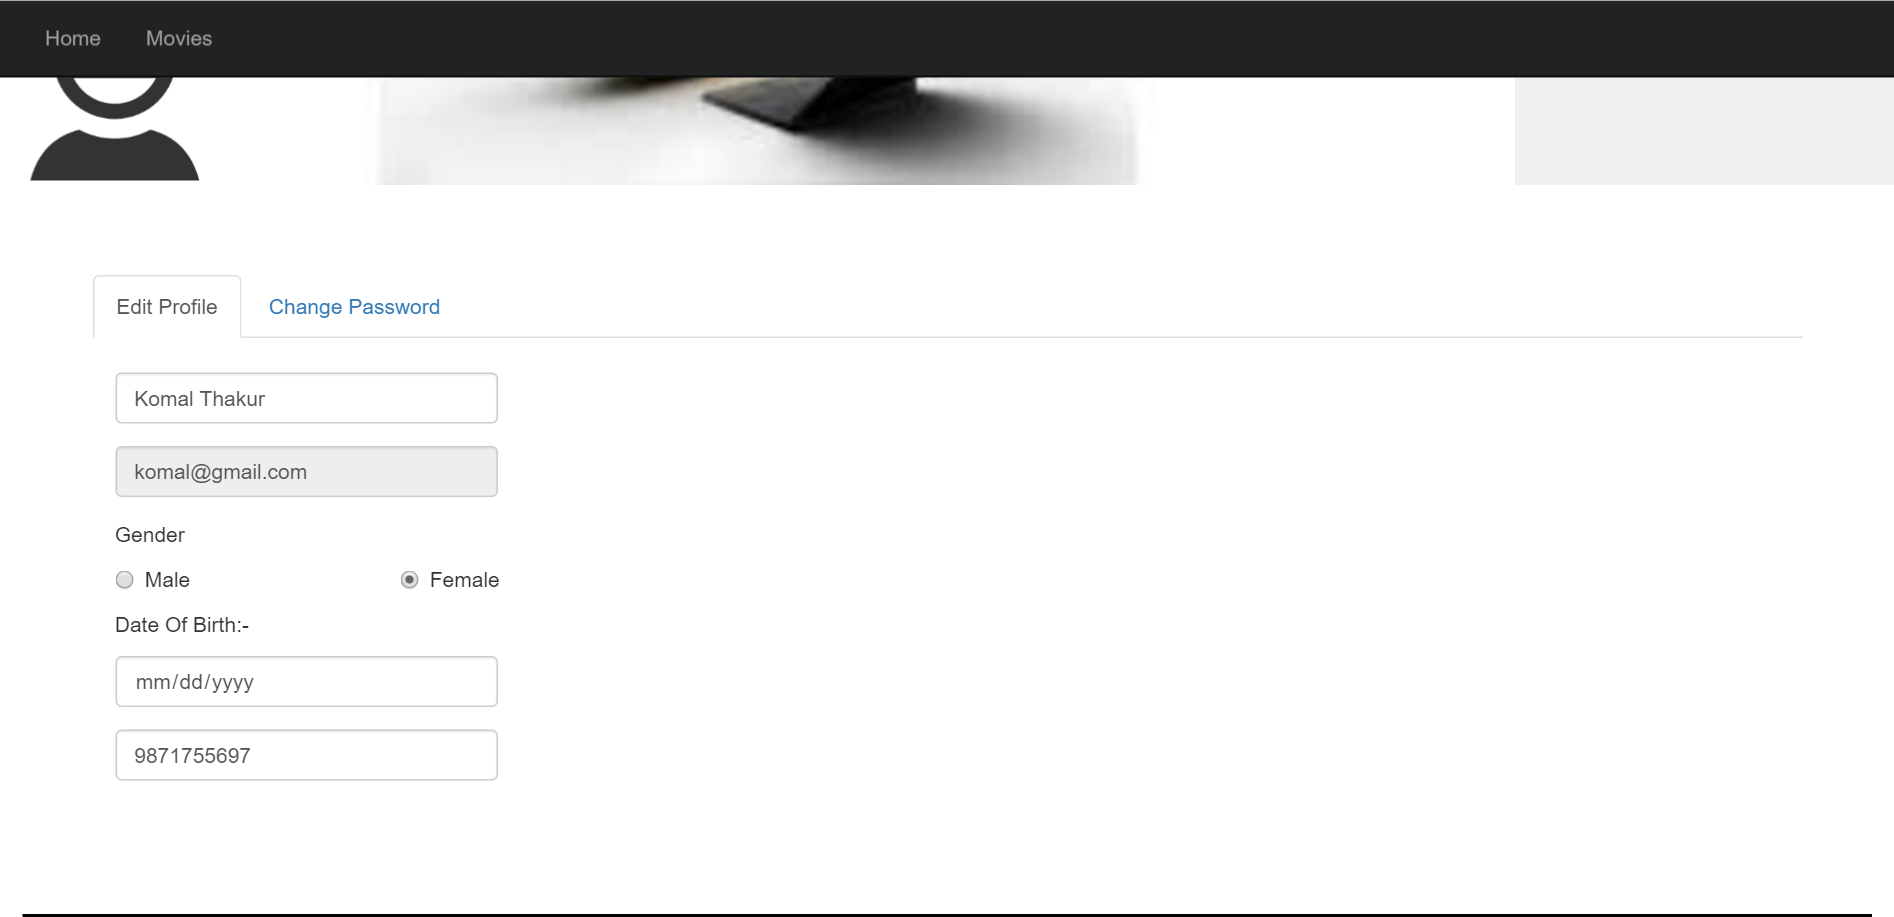 Home Movies
Edit Profile Change Password
Komal Thakur
komal@gmail.com
Gender
Male Female
Date Of Birth:-
mm/dd/yyyy
9871755697